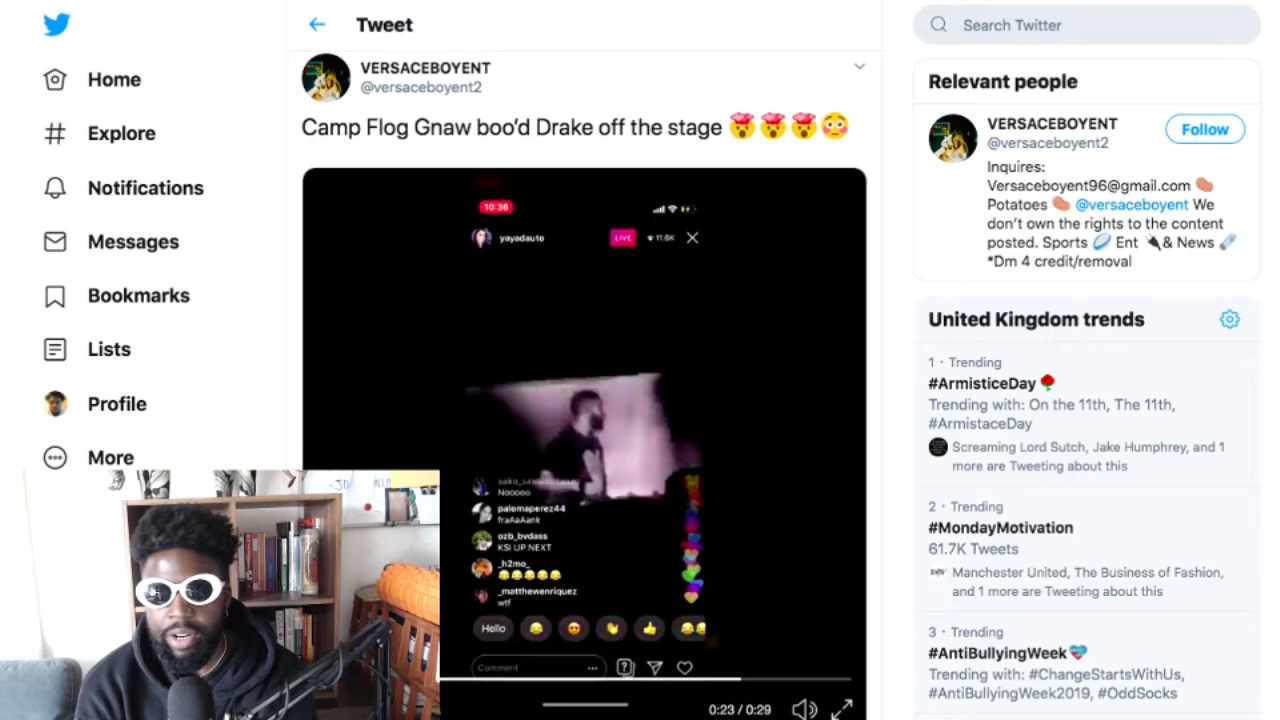 Home
Explore
Notifications
Messages
Bookmarks
Lists
Profile
More
Tweet
VERSACEBOYENT
@versaceboyent2
Camp Flog Gnaw boo'd Drake off the stage 🤯🤯🤯😳
10:36
yayadauto
LIVE
11.6K
Nooooo
palomaperez44
fraAaAank
ozb_bvdass
KSI UP NEXT
_h2mo_
😂😂😂😂😂
_matthewenriquez
wtf
Hello
Comment
0:23 / 0:29
Search Twitter
Relevant people
VERSACEBOYENT
@versaceboyent2
Follow
Inquires:
Versaceboyent96@gmail.com 🥔
Potatoes 🥔 @versaceboyent We
don't own the rights to the content
posted. Sports 🏉 Ent 🔌& News 🗞
*Dm 4 credit/removal
United Kingdom trends
1 · Trending
#ArmisticeDay
Trending with: On the 11th, The 11th,
#ArmistaceDay
Screaming Lord Sutch, Jake Humphrey, and 1
more are Tweeting about this
2 · Trending
#MondayMotivation
61.7K Tweets
Manchester United, The Business of Fashion,
and 1 more are Tweeting about this
3 · Trending
#AntiBullyingWeek
Trending with: #ChangeStartsWithUs,
#AntiBullyingWeek2019, #OddSocks